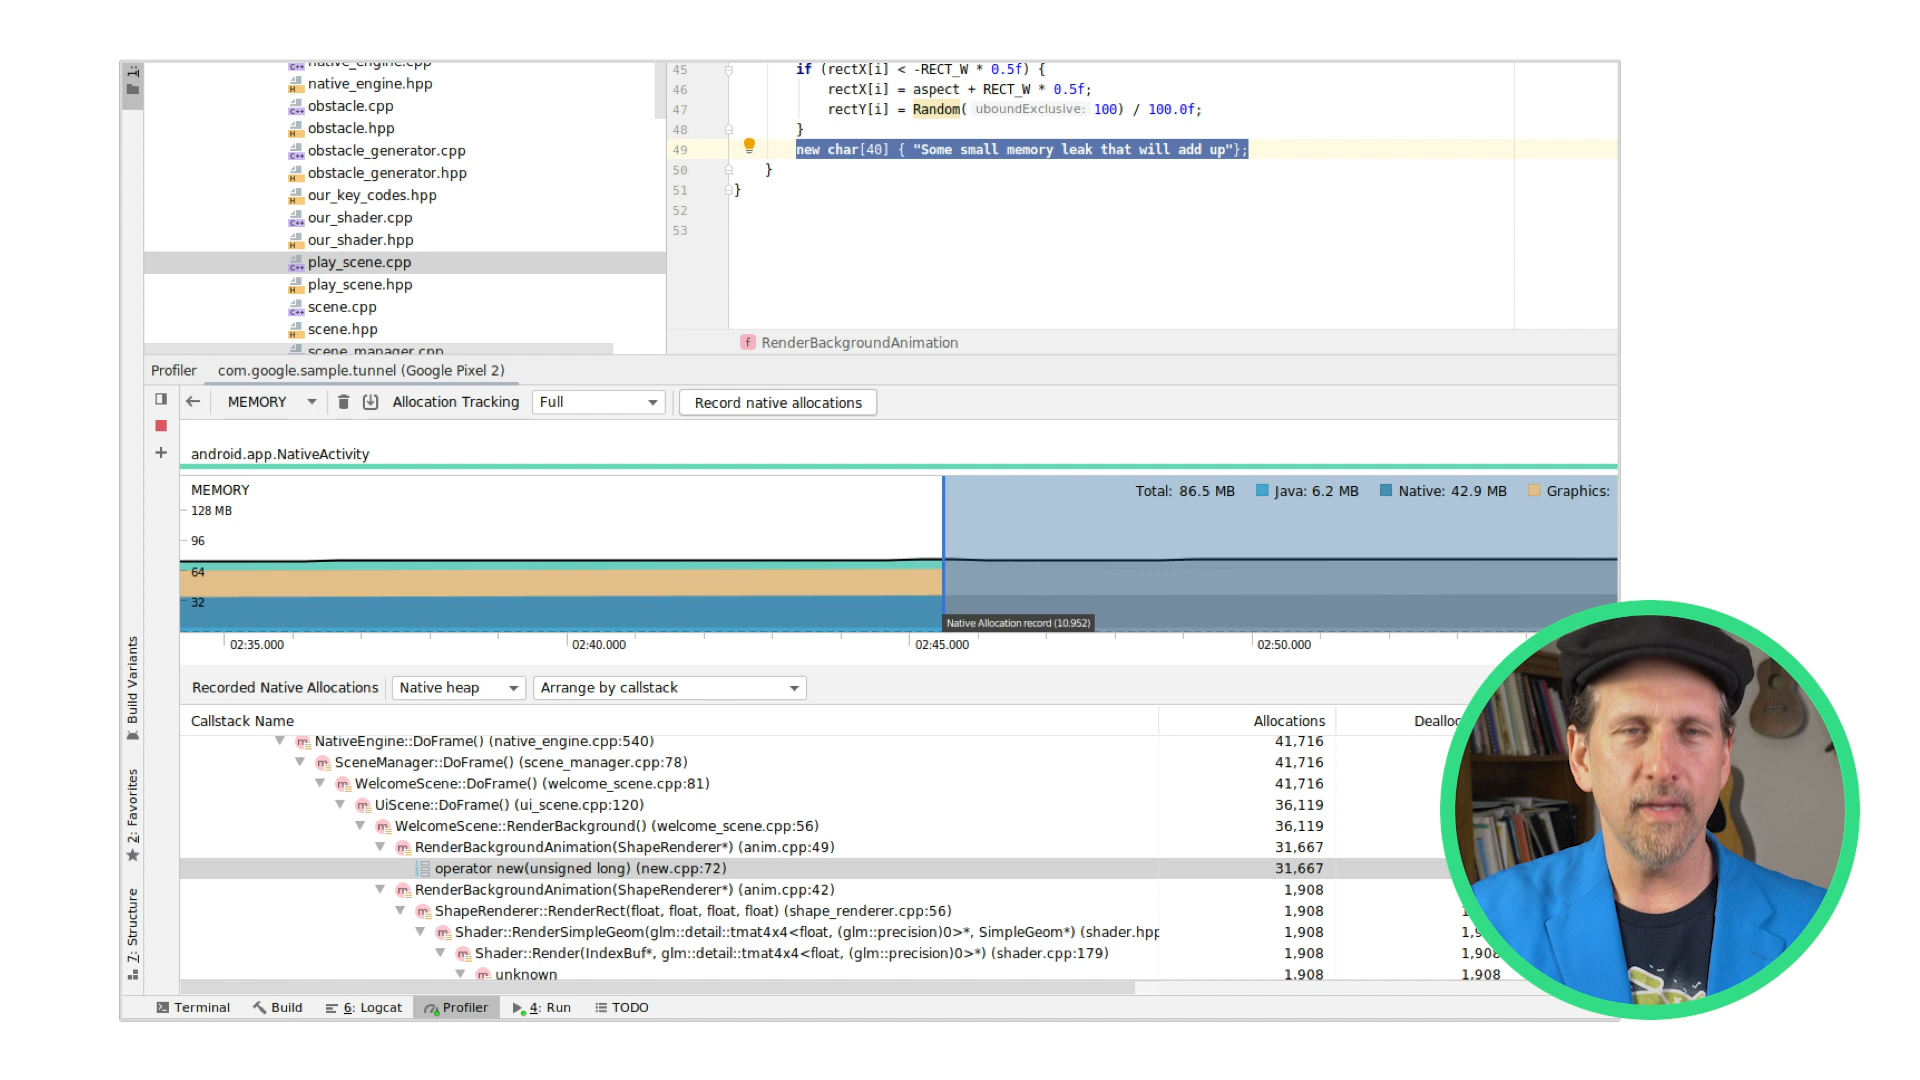 1:
native_engine.cpp
native_engine.hpp
obstacle.cpp
obstacle.hpp
obstacle_generator.cpp
obstacle_generator.hpp
our_key_codes.hpp
our_shader.cpp
our_shader.hpp
play_scene.cpp
play_scene.hpp
scene.cpp
scene.hpp
scene_manager.cpp
45 if (rectX[i] < -RECT_W * 0.5f) {
46 rectX[i] = aspect + RECT_W * 0.5f;
47 rectY[i] = Random( uboundExclusive: 100) / 100.0f;
48 }
49 new char[40] { "Some small memory leak that will add up"};
50 }
51 }
52
53
f RenderBackgroundAnimation
Profiler com.google.sample.tunnel (Google Pixel 2)
MEMORY Allocation Tracking Full Record native allocations
android.app.NativeActivity
MEMORY Total: 86.5 MB Java: 6.2 MB Native: 42.9 MB Graphics:
128 MB
96
64
32
Native Allocation record (10.952)
02:35.000 02:40.000 02:45.000 02:50.000
Recorded Native Allocations Native heap Arrange by callstack
Callstack Name Allocations Dealloc
NativeEngine::DoFrame() (native_engine.cpp:540) 41,716
SceneManager::DoFrame() (scene_manager.cpp:78) 41,716
WelcomeScene::DoFrame() (welcome_scene.cpp:81) 41,716
UiScene::DoFrame() (ui_scene.cpp:120) 36,119
WelcomeScene::RenderBackground() (welcome_scene.cpp:56) 36,119
RenderBackgroundAnimation(ShapeRenderer*) (anim.cpp:49) 31,667
operator new(unsigned long) (new.cpp:72) 31,667
RenderBackgroundAnimation(ShapeRenderer*) (anim.cpp:42) 1,908
ShapeRenderer::RenderRect(float, float, float, float) (shape_renderer.cpp:56) 1,908
Shader::RenderSimpleGeom(glm::detail::tmat4x4<float, (glm::precision)0>*, SimpleGeom*) (shader.hpp 1,908
Shader::Render(IndexBuf*, glm::detail::tmat4x4<float, (glm::precision)0>*) (shader.cpp:179) 1,908 1,908
unknown 1,908 1,908
Build Variants
2: Favorites
7: Structure
Terminal Build 6: Logcat Profiler 4: Run TODO